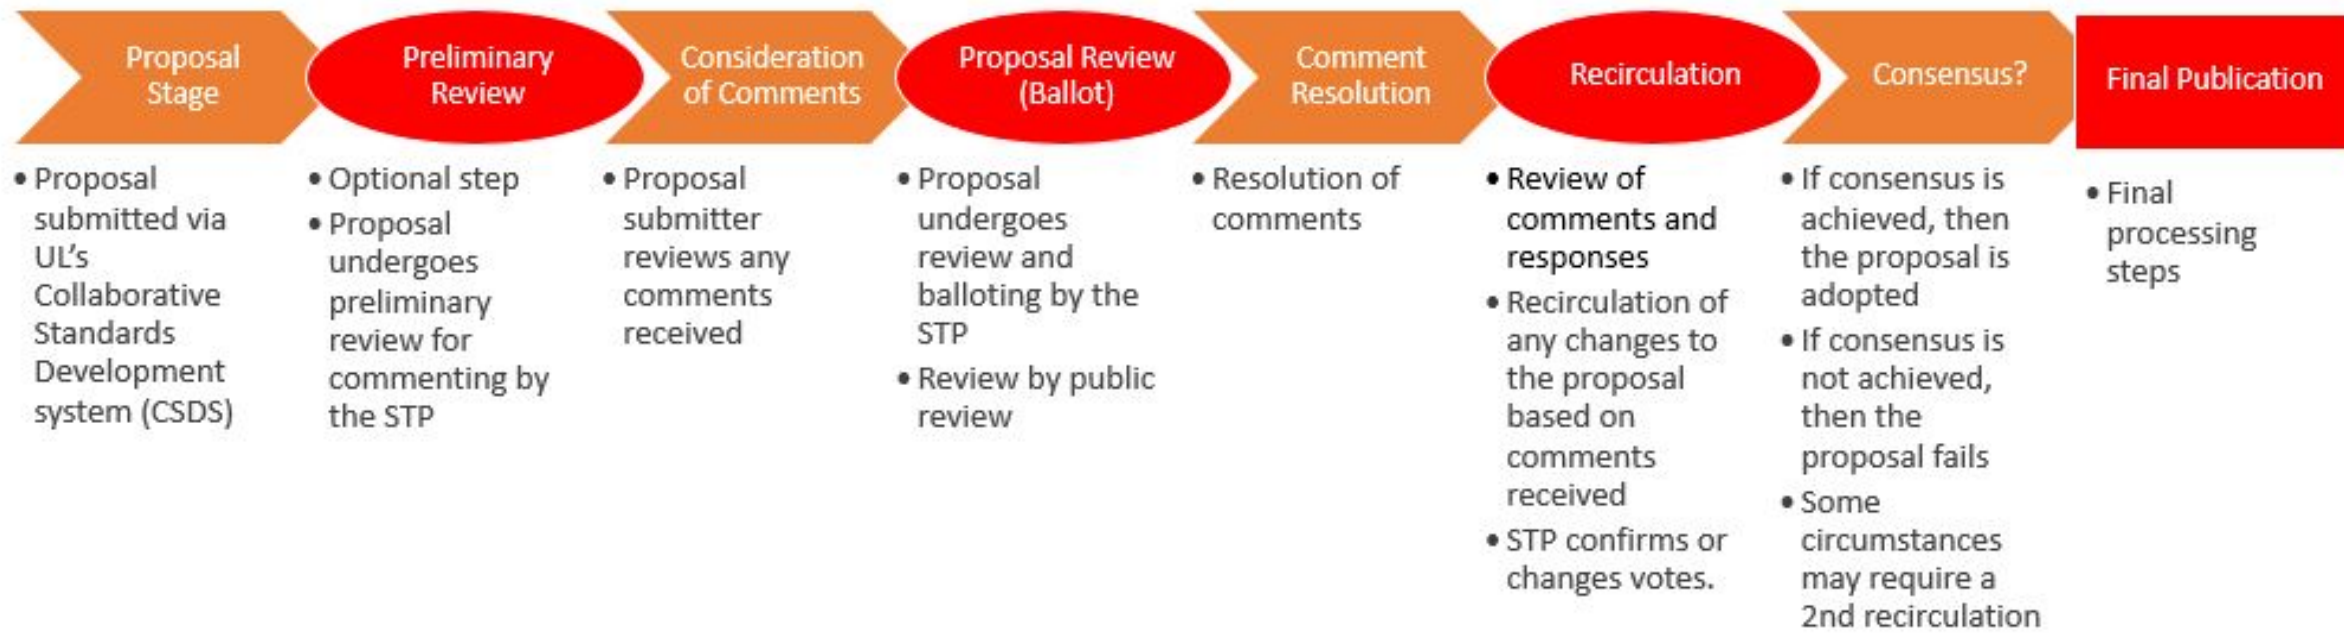 Proposal
Stage
Preliminary
Review
Consideration
of Comments
Proposal Review
(Ballot)
Comment
Resolution
Recirculation
Consensus?
Final Publication
• Proposal
submitted via
UL’s
Collaborative
Standards
Development
system (CSDS)
• Optional step
• Proposal
undergoes
preliminary
review for
commenting by
the STP
• Proposal
submitter
reviews any
comments
received
• Proposal
undergoes
review and
balloting by the
STP
• Review by public
review
• Resolution of
comments
• Review of
comments and
responses
• Recirculation of
any changes to
the proposal
based on
comments
received
• STP confirms or
changes votes.
• If consensus is
achieved, then
the proposal is
adopted
• If consensus is
not achieved,
then the
proposal fails
• Some
circumstances
may require a
2nd recirculation
• Final
processing
steps